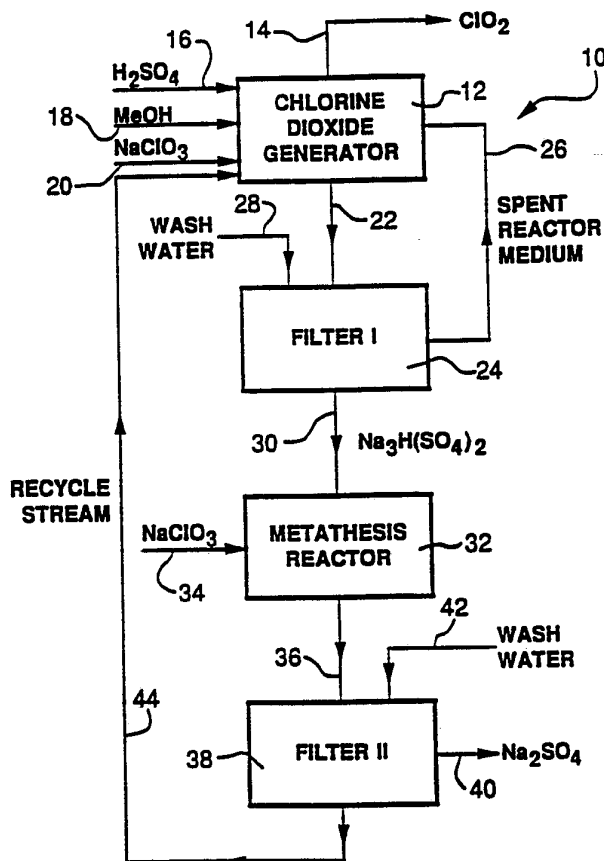 14
ClO₂
16
H₂SO₄
10
18
MeOH
CHLORINE
DIOXIDE
GENERATOR
12
NaClO₃
20
26
28
22
WASH
WATER
SPENT
REACTOR
MEDIUM
FILTER I
24
30
Na₃H(SO₄)₂
RECYCLE
STREAM
NaClO₃
34
METATHESIS
REACTOR
32
42
WASH
WATER
36
44
FILTER II
38
Na₂SO₄
40